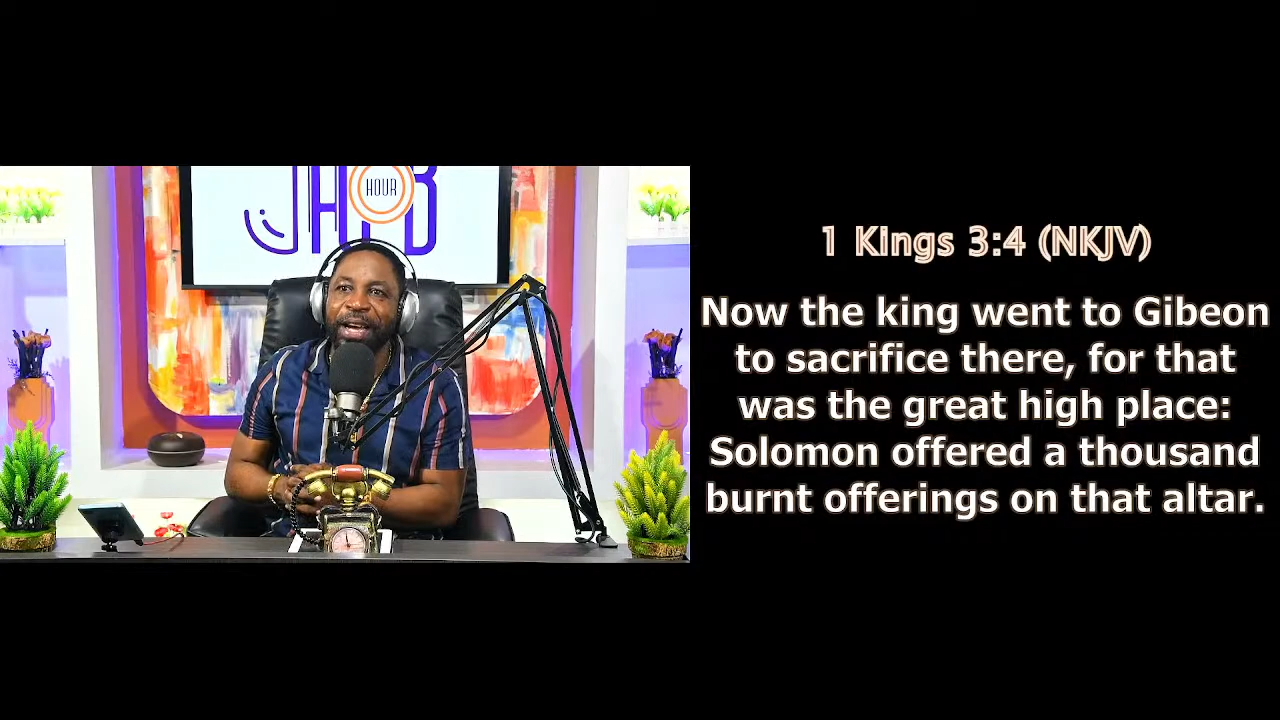 HOUR
1 Kings 3:4 (NKJV)
Now the king went to Gibeon
to sacrifice there, for that
was the great high place:
Solomon offered a thousand
burnt offerings on that altar.